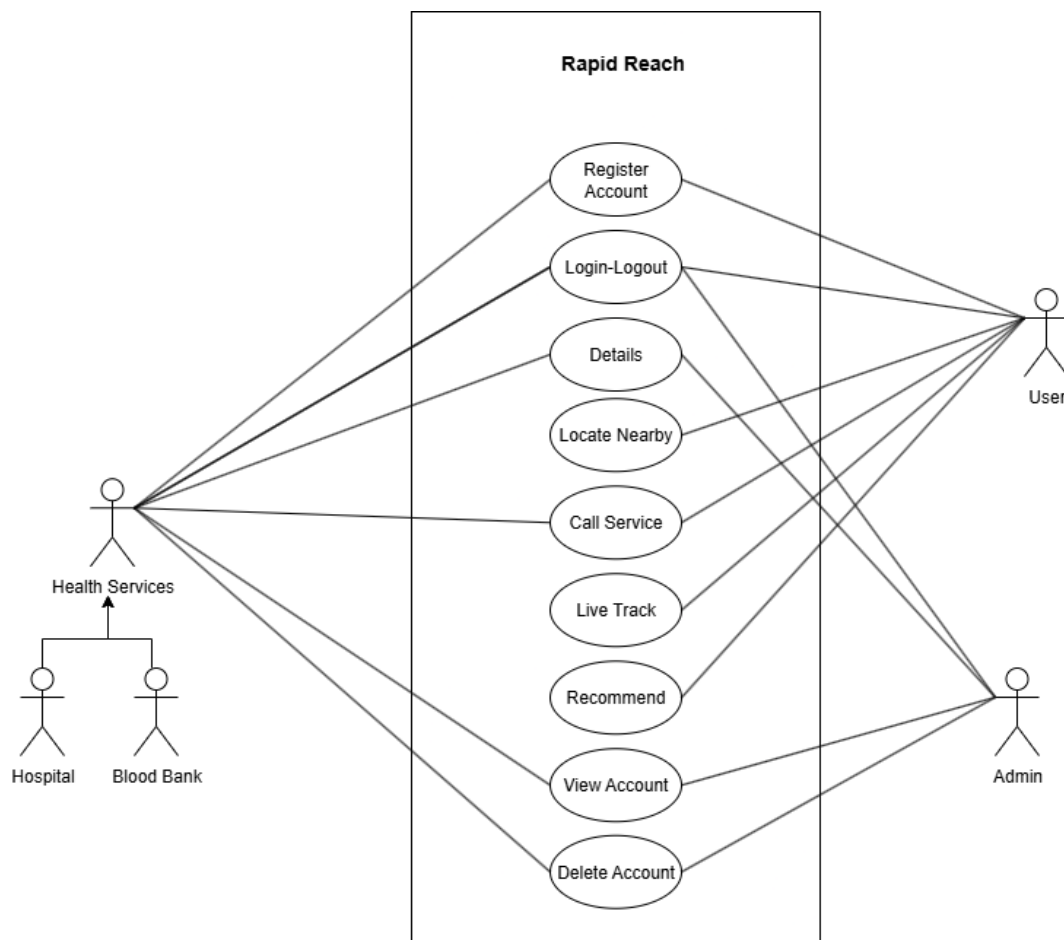 Rapid Reach
Register
Account
Login-Logout
Details
Locate Nearby
Call Service
Live Track
Recommend
View Account
Delete Account
Health Services
Hospital
Blood Bank
User
Admin